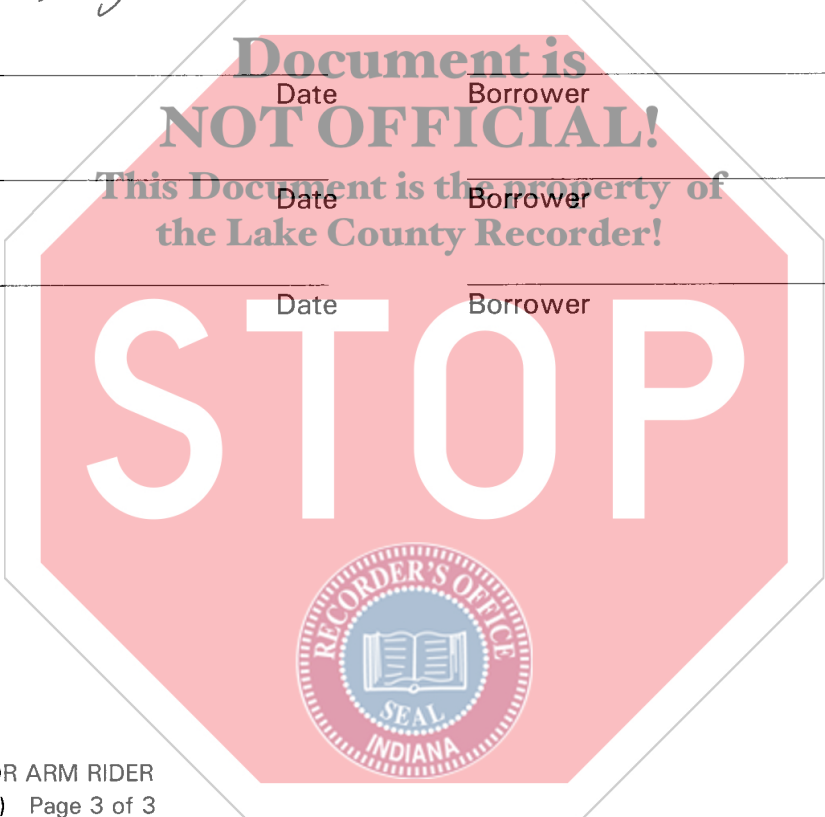 Document is
Date Borrower
NOT OFFICIAL!
This Document is the property of
Date Borrower
the Lake County Recorder!
Date Borrower
STOP
RECORDER'S OFFICE
SEAL
INDIANA
ARM RIDER
Page 3 of 3